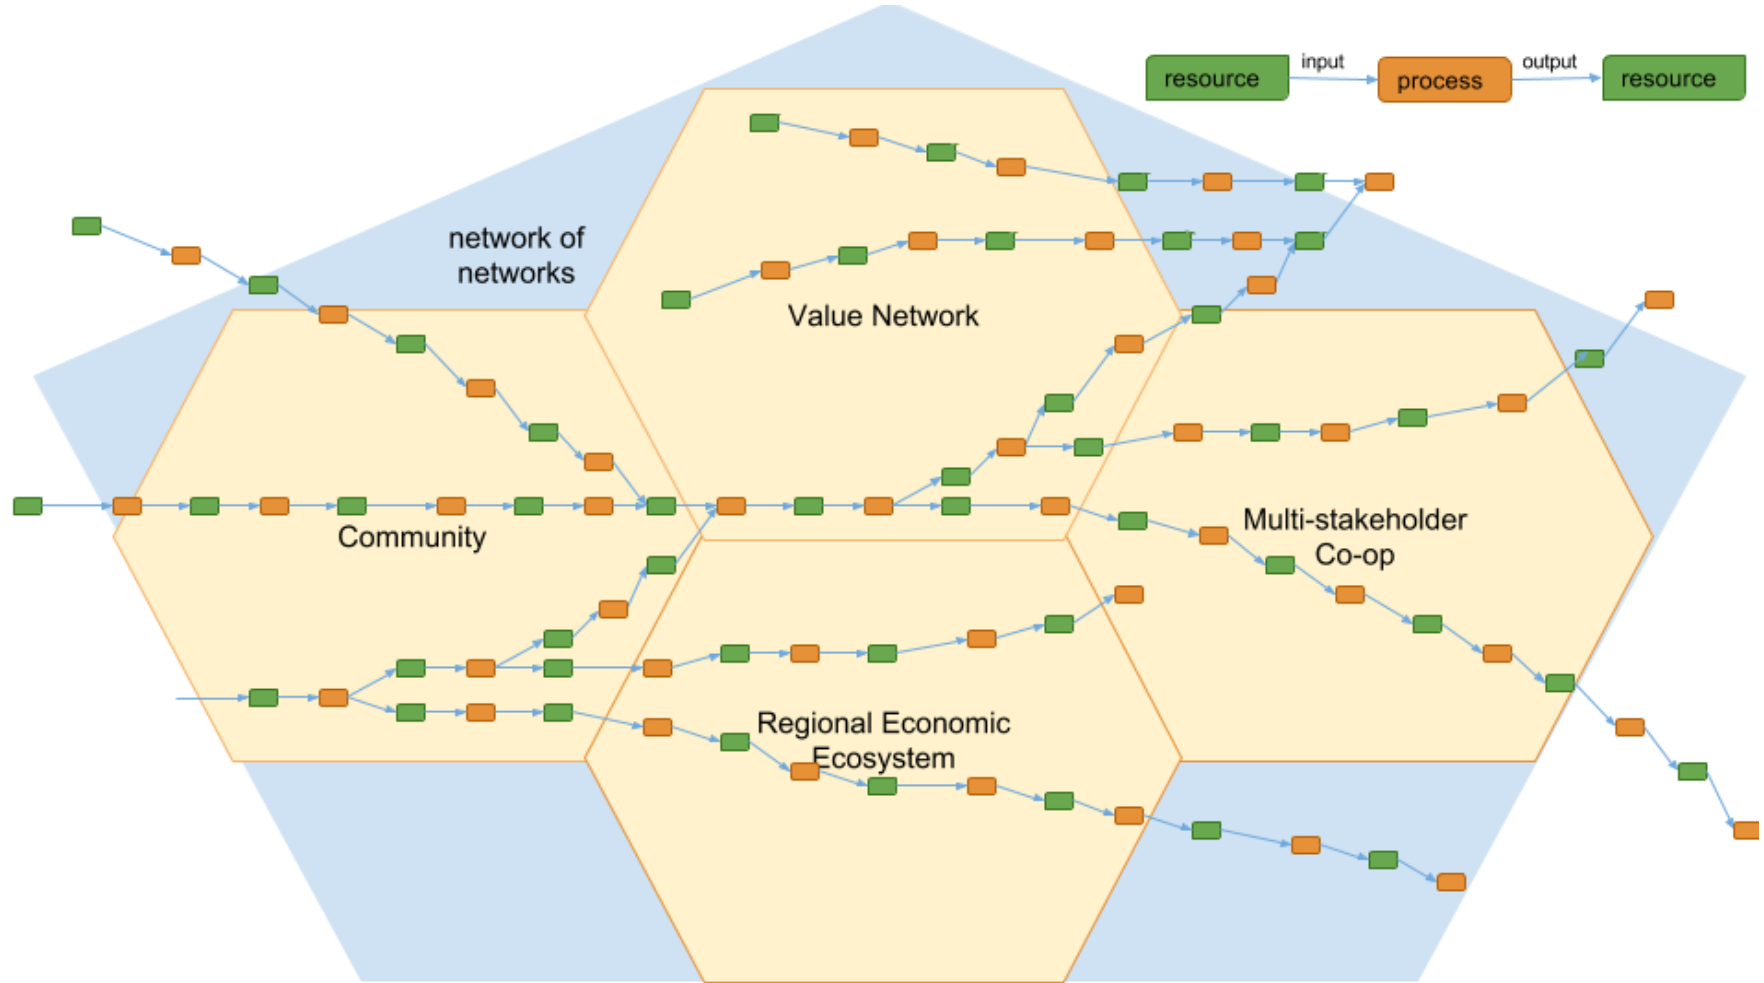 input
output
resource
process
resource
network of
networks
Value Network
Community
Multi-stakeholder
Co-op
Regional Economic
Ecosystem